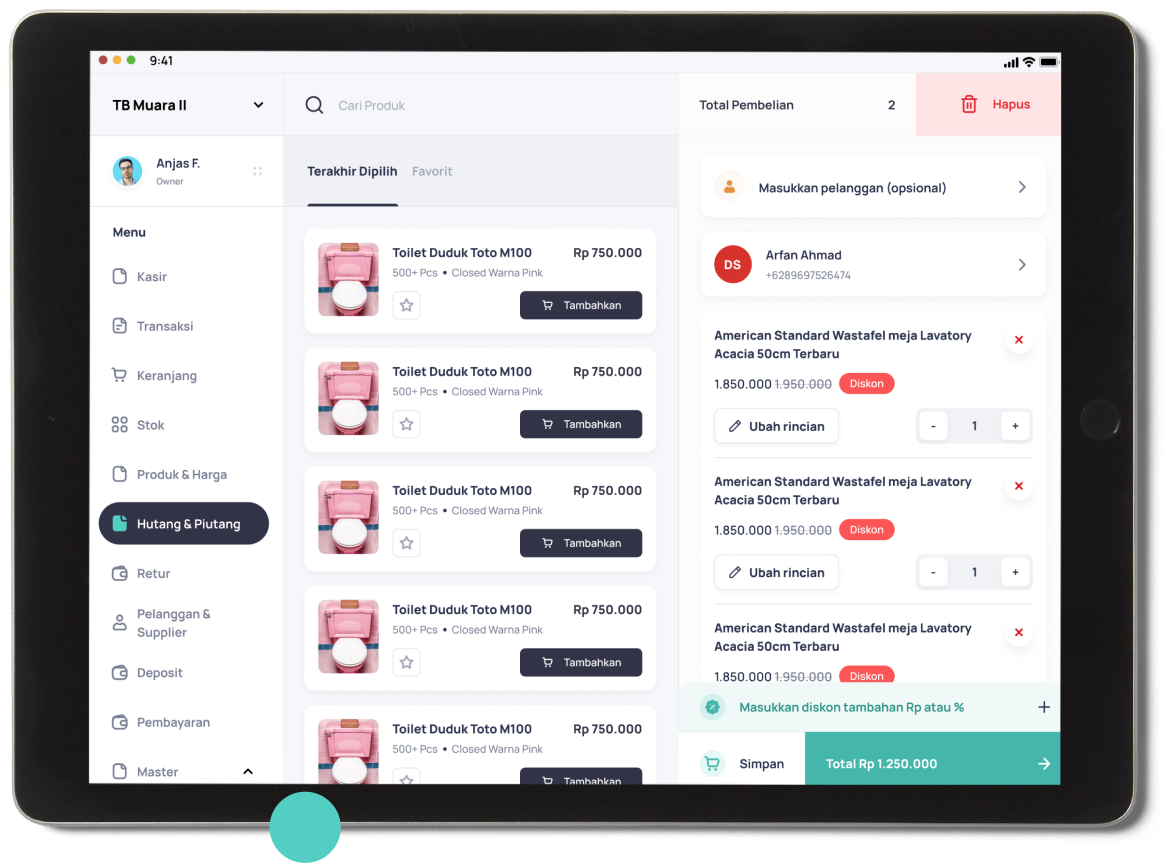 9:41
TB Muara II
Cari Produk
Total Pembelian 2
Hapus
Anjas F.
Owner
Menu
Kasir
Transaksi
Keranjang
Stok
Produk & Harga
Hutang & Piutang
Retur
Pelanggan &
Supplier
Deposit
Pembayaran
Master
Terakhir Dipilih Favorit
Toilet Duduk Toto M100 Rp 750.000
500+ Pcs • Closed Warna Pink
Tambahkan
Toilet Duduk Toto M100 Rp 750.000
500+ Pcs • Closed Warna Pink
Tambahkan
Toilet Duduk Toto M100 Rp 750.000
500+ Pcs • Closed Warna Pink
Tambahkan
Toilet Duduk Toto M100 Rp 750.000
500+ Pcs • Closed Warna Pink
Tambahkan
Toilet Duduk Toto M100 Rp 750.000
500+ Pcs • Closed Warna Pink
Tambahkan
Masukkan pelanggan (opsional)
DS
Arfan Ahmad
+6289697526474
American Standard Wastafel meja Lavatory
Acacia 50cm Terbaru
1.850.000 1.950.000 Diskon
Ubah rincian - 1 +
American Standard Wastafel meja Lavatory
Acacia 50cm Terbaru
1.850.000 1.950.000 Diskon
Ubah rincian - 1 +
American Standard Wastafel meja Lavatory
Acacia 50cm Terbaru
1.850.000 1.950.000 Diskon
Masukkan diskon tambahan Rp atau % +
Simpan
Total Rp 1.250.000